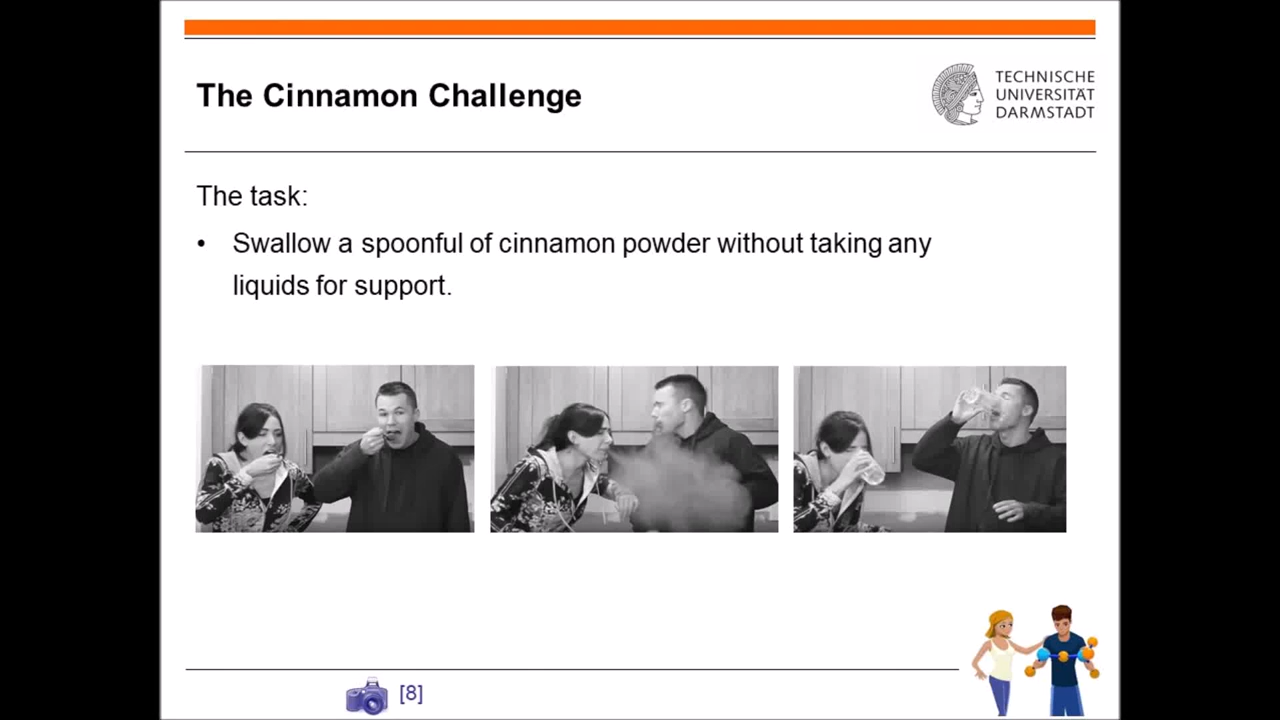 The Cinnamon Challenge
TECHNISCHE
UNIVERSITÄT
DARMSTADT
The task:
• Swallow a spoonful of cinnamon powder without taking any
liquids for support.
[8]